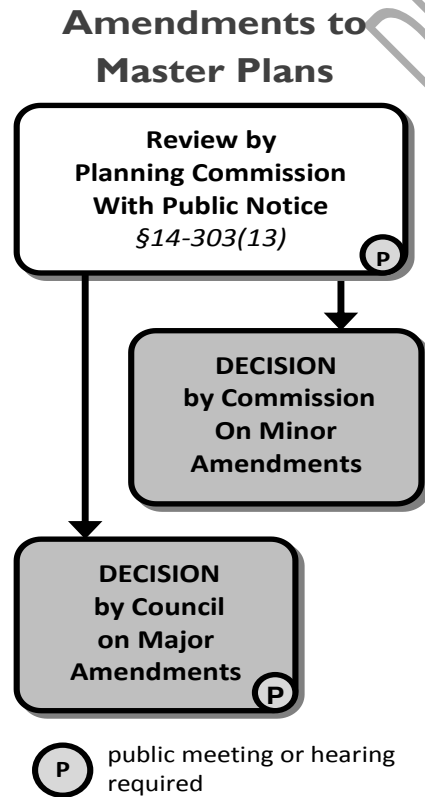 Amendments to
Master Plans
Review by
Planning Commission
With Public Notice
§14-303(13)
P
DECISION
by Commission
On Minor
Amendments
DECISION
by Council
on Major
Amendments
P
P
public meeting or hearing
required